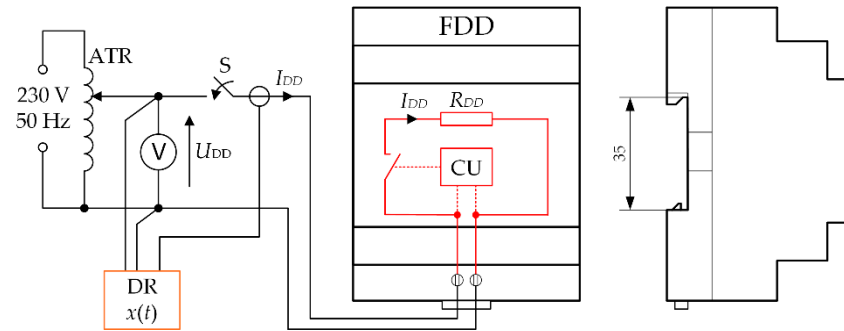 ATR
230 V
50 Hz
S
I_DD
V
U_DD
DR
x(t)
FDD
I_DD
R_DD
CU
35